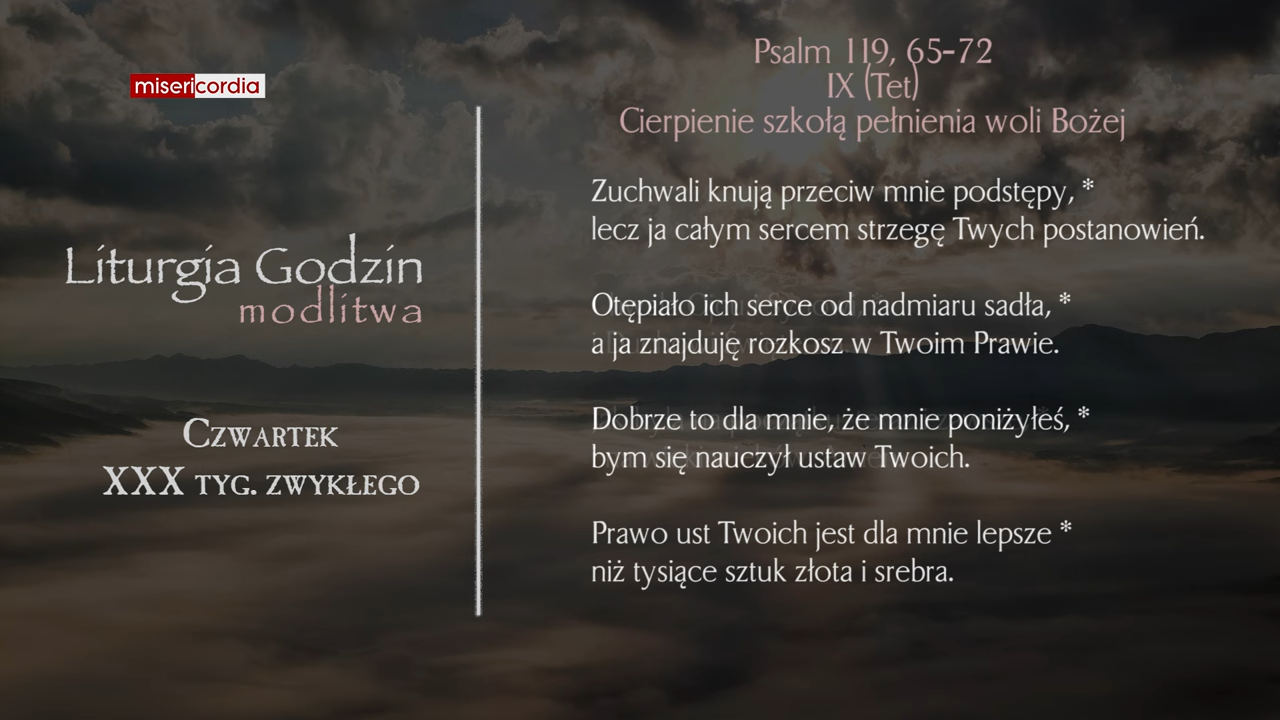 misericordia
Liturgia Godzin
modlitwa
Czwartek
XXX tyg. zwykłego
Psalm 119, 65-72
IX (Tet)
Cierpienie szkołą pełnienia woli Bożej
Zuchwali knują przeciw mnie podstępy, *
lecz ja całym sercem strzegę Twych postanowień.
Otępiało ich serce od nadmiaru sadła, *
a ja znajduję rozkosz w Twoim Prawie.
Dobrze to dla mnie, że mnie poniżyłeś, *
bym się nauczył ustaw Twoich.
Prawo ust Twoich jest dla mnie lepsze *
niż tysiące sztuk złota i srebra.